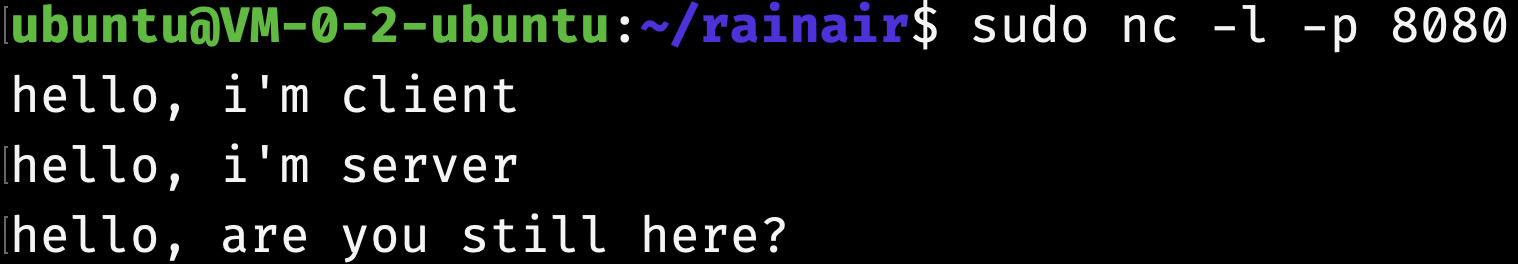 ubuntu@VM-0-2-ubuntu:~/rainair$ sudo nc -l -p 8080
hello, i'm client
hello, i'm server
hello, are you still here?